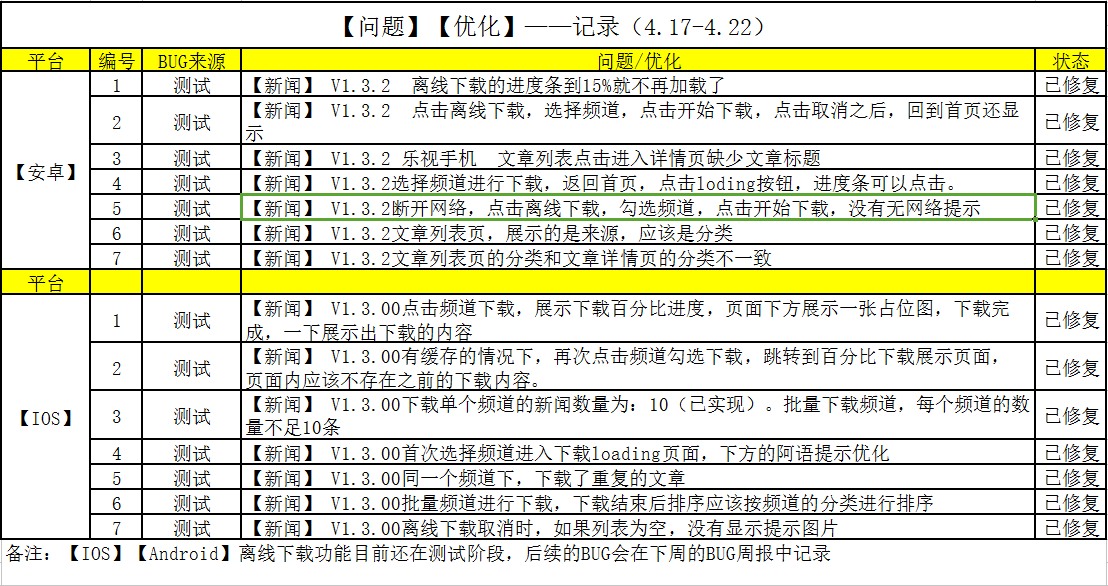 【问题】【优化】——记录（4.17-4.22）
平台 编号 BUG来源 问题/优化 状态
【安卓】
1 测试 【新闻】 V1.3.2 离线下载的进度条到15%就不再加载了 已修复
2 测试 【新闻】 V1.3.2 点击离线下载，选择频道，点击开始下载，点击取消之后，回到首页还显 已修复
示
3 测试 【新闻】 V1.3.2 乐视手机 文章列表点击进入详情页缺少文章标题 已修复
4 测试 【新闻】 V1.3.2选择频道进行下载，返回首页，点击loding按钮，进度条可以点击。 已修复
5 测试 【新闻】 V1.3.2断开网络，点击离线下载，勾选频道，点击开始下载，没有无网络提示 已修复
6 测试 【新闻】 V1.3.2文章列表页，展示的是来源，应该是分类 已修复
7 测试 【新闻】 V1.3.2文章列表页的分类和文章详情页的分类不一致 已修复
平台
【IOS】
1 测试 【新闻】 V1.3.00点击频道下载，展示下载百分比进度，页面下方展示一张占位图，下载完 已修复
成，一下展示出下载的内容
2 测试 【新闻】 V1.3.00有缓存的情况下，再次点击频道勾选下载，跳转到百分比下载展示页面， 已修复
页面内应该不存在之前的下载内容。
3 测试 【新闻】 V1.3.00下载单个频道的新闻数量为：10（已实现）。批量下载频道，每个频道的数 已修复
量不足10条
4 测试 【新闻】 V1.3.00首次选择频道进入下载loading页面，下方的阿语提示优化 已修复
5 测试 【新闻】 V1.3.00同一个频道下，下载了重复的文章 已修复
6 测试 【新闻】 V1.3.00批量频道进行下载，下载结束后排序应该按频道的分类进行排序 已修复
7 测试 【新闻】 V1.3.00离线下载取消时，如果列表为空，没有显示提示图片 已修复
备注：【IOS】【Android】离线下载功能目前还在测试阶段，后续的BUG会在下周的BUG周报中记录